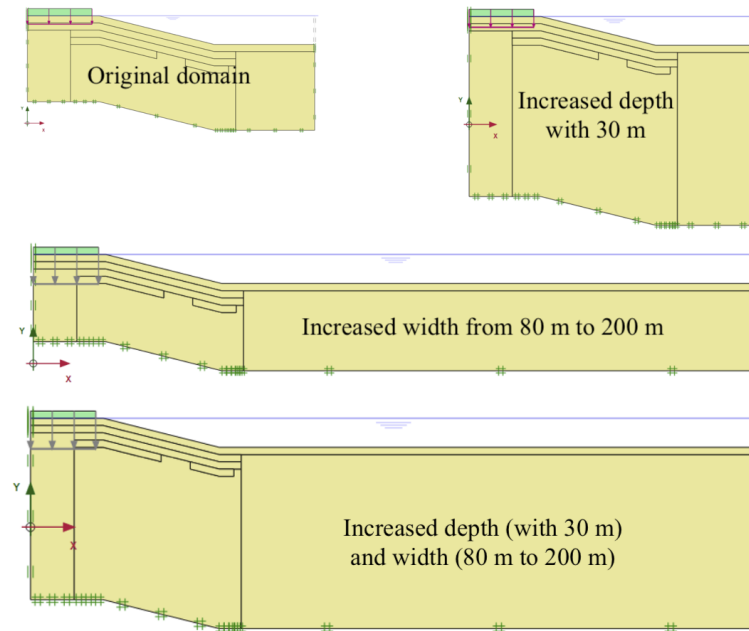 Original domain
Increased depth
with 30 m
Y
X
Y
X
Increased width from 80 m to 200 m
Y
X
Increased depth (with 30 m)
and width (80 m to 200 m)
Y
X